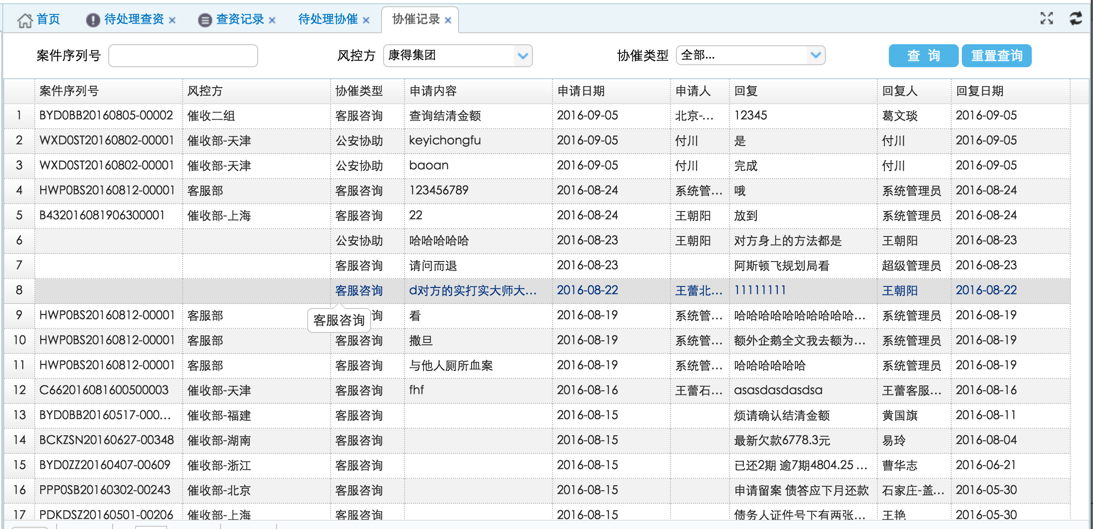 首页 待处理查资 × 查资记录 × 待处理协催 × 协催记录 ×
案件序列号 风控方 康得集团 协催类型 全部... 查 询 重置查询
案件序列号 风控方 协催类型 申请内容 申请日期 申请人 回复 回复人 回复日期
1 BYD0BB20160805-00002 催收二组 客服咨询 查询结清金额 2016-09-05 北京-... 12345 葛文琰 2016-09-05
2 WXD0ST20160802-00001 催收部-天津 公安协助 keyichongfu 2016-09-05 付川 是 付川 2016-09-05
3 WXD0ST20160802-00001 催收部-天津 公安协助 baoan 2016-09-05 付川 完成 付川 2016-09-05
4 HWP0BS20160812-00001 客服部 客服咨询 123456789 2016-08-24 系统管... 哦 系统管理员 2016-08-24
5 B432016081906300001 催收部-上海 客服咨询 22 2016-08-24 王朝阳 放到 系统管理员 2016-08-24
6 公安协助 哈哈哈哈哈 2016-08-23 王朝阳 对方身上的方法都是 王朝阳 2016-08-23
7 客服咨询 请问而退 2016-08-23 阿斯顿飞规划局看 超级管理员 2016-08-23
8 客服咨询 d对方的实打实大师大... 2016-08-22 王蕾北... 11111111 王朝阳 2016-08-22
9 HWP0BS20160812-00001 客服部 客服咨询 看 2016-08-19 系统管... 哈哈哈哈哈哈哈哈哈... 系统管理员 2016-08-19
客服咨询
10 HWP0BS20160812-00001 客服部 客服咨询 撒旦 2016-08-19 系统管... 额外企鹅全文我去额为... 系统管理员 2016-08-19
11 HWP0BS20160812-00001 客服部 客服咨询 与他人厕所血案 2016-08-19 系统管... 哈哈哈哈哈哈 系统管理员 2016-08-19
12 C662016081600500003 催收部-天津 客服咨询 fhf 2016-08-16 王蕾石... asasdasdasdsa 王蕾客服... 2016-08-16
13 BYD0BB20160517-000... 催收部-福建 客服咨询 2016-08-15 烦请确认结清金额 黄国旗 2016-08-11
14 BCKZSN20160627-00348 催收部-湖南 客服咨询 2016-08-15 最新欠款6778.3元 易玲 2016-08-04
15 BYD0ZZ20160407-00609 催收部-浙江 客服咨询 2016-08-15 已还2期 逾7期4804.25 ... 曹华志 2016-06-21
16 PPP0SB20160302-00243 催收部-北京 客服咨询 2016-08-15 申请留案 债答应下月还款 石家庄-盖... 2016-05-30
17 PDKDSZ20160501-00206 催收部-上海 客服咨询 2016-08-15 债务人证件号下有两张... 王艳 2016-05-30